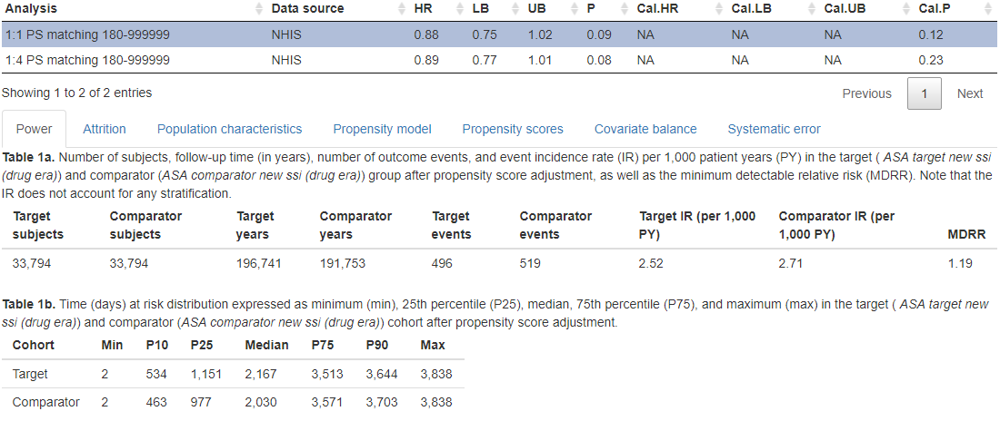 Analysis Data source HR LB UB P Cal.HR Cal.LB Cal.UB Cal.P
1:1 PS matching 180-999999 NHIS 0.88 0.75 1.02 0.09 NA NA NA 0.12
1:4 PS matching 180-999999 NHIS 0.89 0.77 1.01 0.08 NA NA NA 0.23
Showing 1 to 2 of 2 entries Previous 1 Next
Power Attrition Population characteristics Propensity model Propensity scores Covariate balance Systematic error
Table 1a. Number of subjects, follow-up time (in years), number of outcome events, and event incidence rate (IR) per 1,000 patient years (PY) in the target ( ASA target new ssi
(drug era)) and comparator (ASA comparator new ssi (drug era)) group after propensity score adjustment, as well as the minimum detectable relative risk (MDRR). Note that the
IR does not account for any stratification.
Target Comparator Target Comparator Target Comparator Target IR (per 1,000 Comparator IR (per
subjects subjects years years events events PY) 1,000 PY) MDRR
33,794 33,794 196,741 191,753 496 519 2.52 2.71 1.19
Table 1b. Time (days) at risk distribution expressed as minimum (min), 25th percentile (P25), median, 75th percentile (P75), and maximum (max) in the target ( ASA target new
ssi (drug era)) and comparator (ASA comparator new ssi (drug era)) cohort after propensity score adjustment.
Cohort Min P10 P25 Median P75 P90 Max
Target 2 534 1,151 2,167 3,513 3,644 3,838
Comparator 2 463 977 2,030 3,571 3,703 3,838